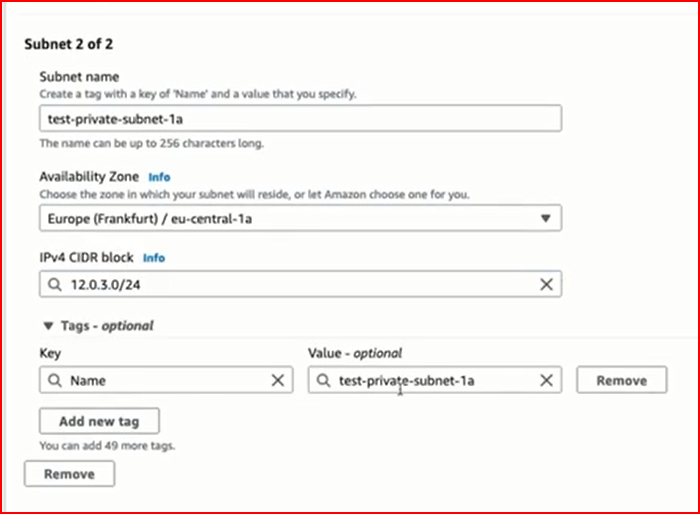 Subnet 2 of 2
Subnet name
Create a tag with a key of 'Name' and a value that you specify.
test-private-subnet-1a
The name can be up to 256 characters long.
Availability Zone Info
Choose the zone in which your subnet will reside, or let Amazon choose one for you.
Europe (Frankfurt) / eu-central-1a
IPv4 CIDR block Info
12.0.3.0/24
Tags - optional
Key Value - optional
Name test-private-subnet-1a Remove
Add new tag
You can add 49 more tags.
Remove